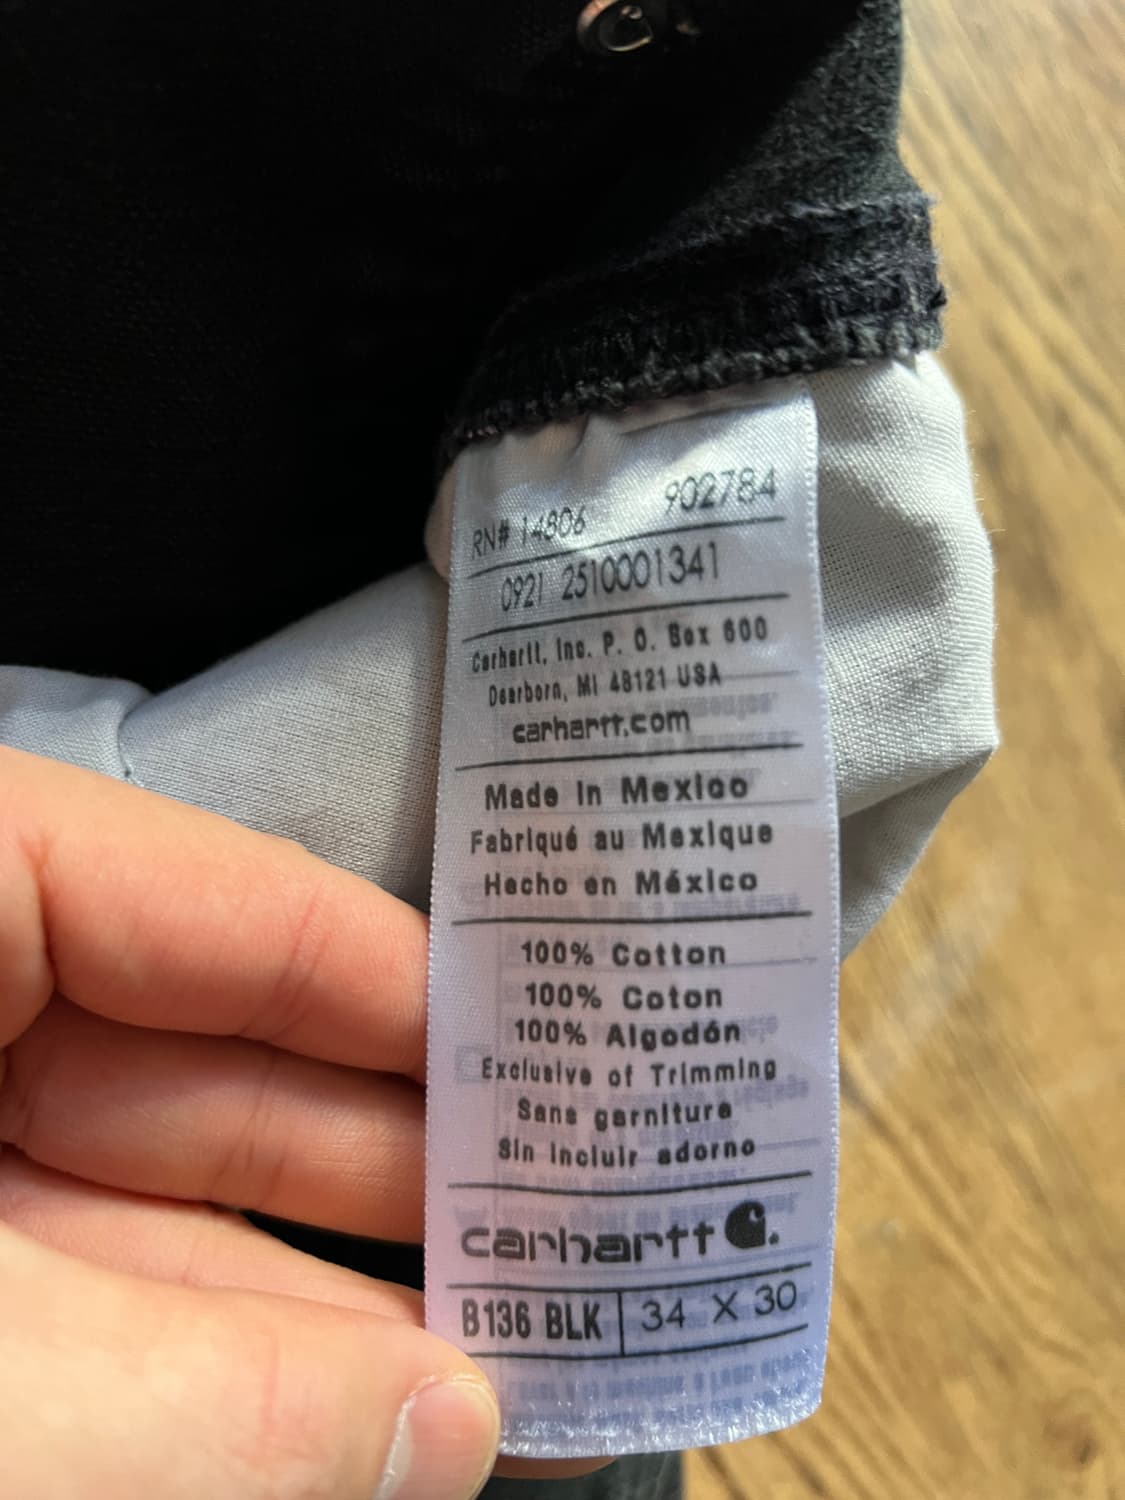 RN# 14806 902784
0921 2510001341
Carhartt, Inc. P. O. Box 600
Dearborn, MI 48121 USA
carhartt.com
Made in Mexico
Fabriqué au Mexique
Hecho en México
100% Cotton
100% Coton
100% Algodón
Exclusive of Trimming
Sans garniture
Sin incluir adorno
carhartt
B136 BLK 34 X 30